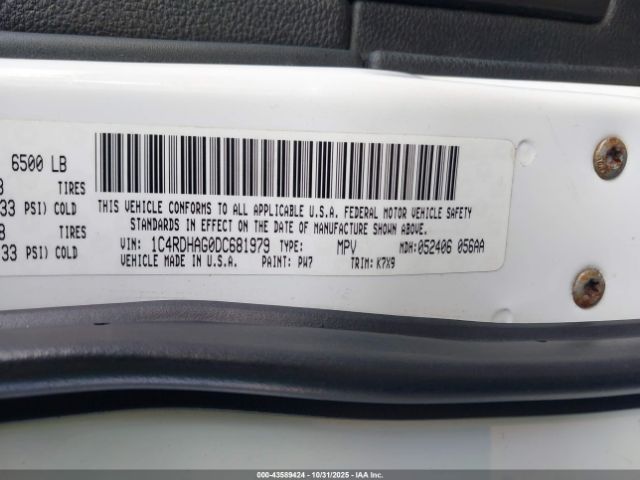 6500 LB
TIRES
33 PSI) COLD
TIRES
33 PSI) COLD
THIS VEHICLE CONFORMS TO ALL APPLICABLE U.S.A. FEDERAL MOTOR VEHICLE SAFETY
STANDARDS IN EFFECT ON THE DATE OF MANUFACTURE SHOWN ABOVE.
VIN: 1C4RDHAG0DC681979 TYPE: MPV MDH:052406 056AA
VEHICLE MADE IN U.S.A. PAINT: PW7 TRIM: K7X9
000-43589424 | 10/31/2025 | IAAI.COM